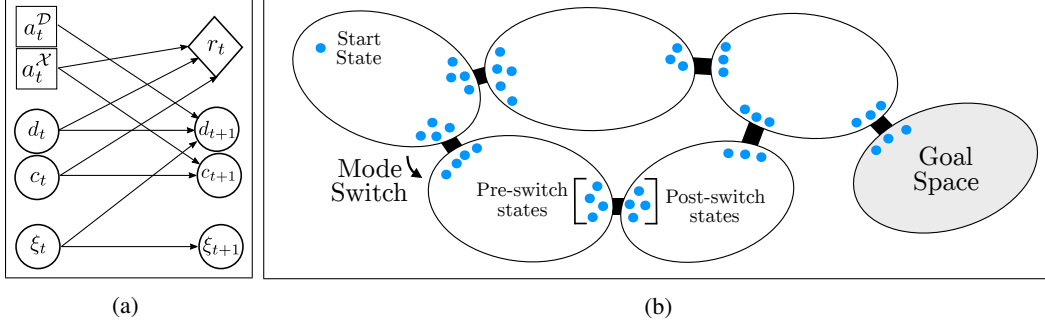 a_t^𝒟
a_t^𝒳
r_t
d_t
d_{t+1}
c_t
c_{t+1}
ξ_t
ξ_{t+1}
(a)
Start
State
Mode
Switch
Pre-switch
states
Post-switch
states
Goal
Space
(b)